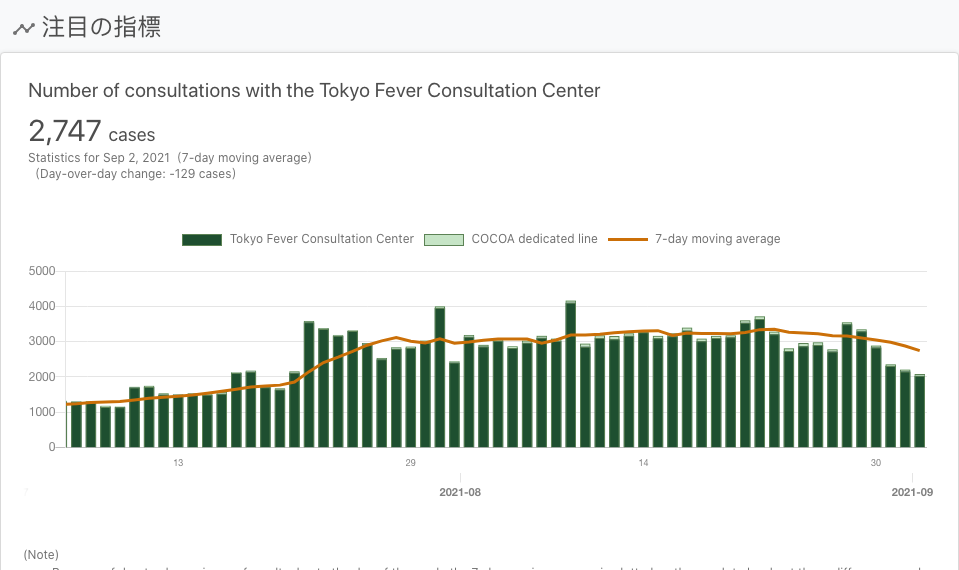 注目の指標
Number of consultations with the Tokyo Fever Consultation Center
2,747 cases
Statistics for Sep 2, 2021 (7-day moving average)
(Day-over-day change: -129 cases)
Tokyo Fever Consultation Center COCOA dedicated line 7-day moving average
5000
4000
3000
2000
1000
0
13 29 14 30
2021-08 2021-09
(Note)